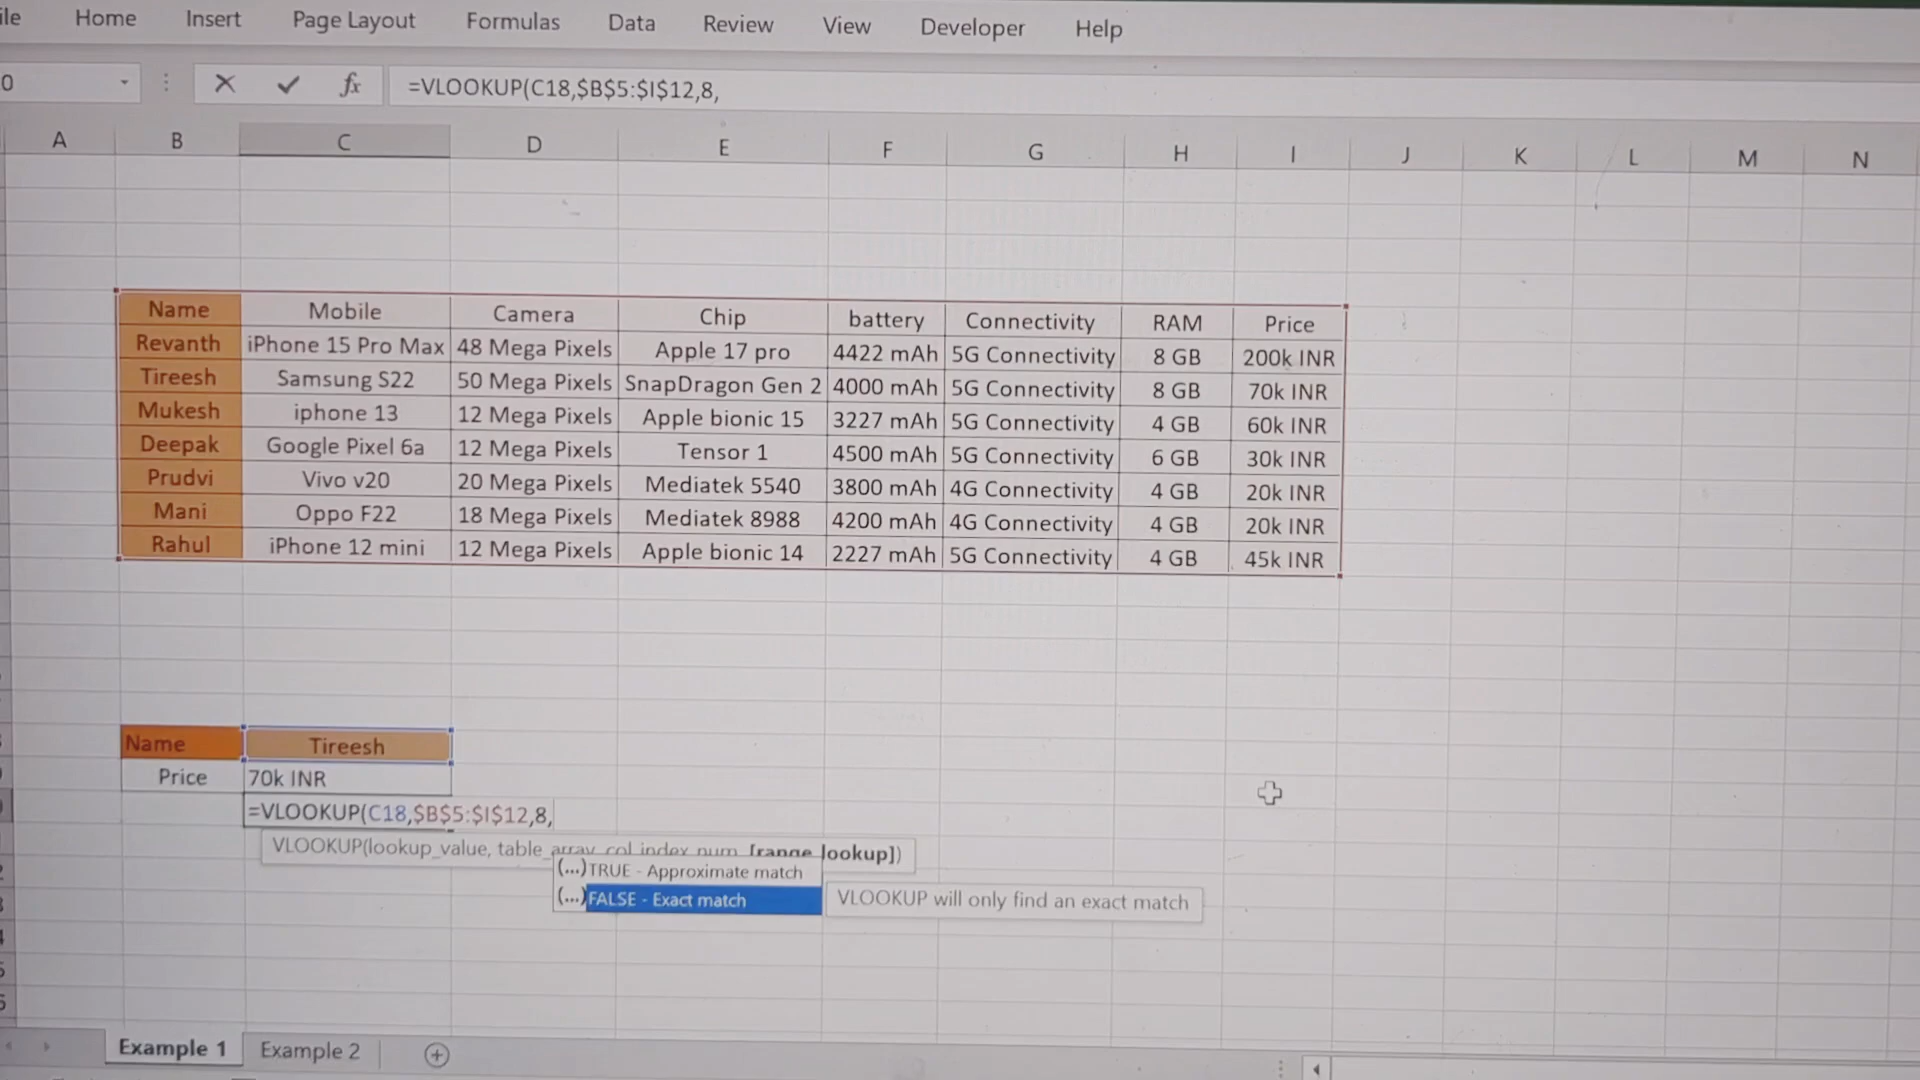 ile Home Insert Page Layout Formulas Data Review View Developer Help
0 fx =VLOOKUP(C18,$B$5:$I$12,8,
A B C D E F G H I J K L M N
Name Mobile Camera Chip battery Connectivity RAM Price
Revanth iPhone 15 Pro Max 48 Mega Pixels Apple 17 pro 4422 mAh 5G Connectivity 8 GB 200k INR
Tireesh Samsung S22 50 Mega Pixels SnapDragon Gen 2 4000 mAh 5G Connectivity 8 GB 70k INR
Mukesh iphone 13 12 Mega Pixels Apple bionic 15 3227 mAh 5G Connectivity 4 GB 60k INR
Deepak Google Pixel 6a 12 Mega Pixels Tensor 1 4500 mAh 5G Connectivity 6 GB 30k INR
Prudvi Vivo v20 20 Mega Pixels Mediatek 5540 3800 mAh 4G Connectivity 4 GB 20k INR
Mani Oppo F22 18 Mega Pixels Mediatek 8988 4200 mAh 4G Connectivity 4 GB 20k INR
Rahul iPhone 12 mini 12 Mega Pixels Apple bionic 14 2227 mAh 5G Connectivity 4 GB 45k INR
Name Tireesh
Price 70k INR
=VLOOKUP(C18,$B$5:$I$12,8,
VLOOKUP(lookup_value, table_array, col_index_num, [range_lookup])
(...)TRUE - Approximate match
(...)FALSE - Exact match VLOOKUP will only find an exact match
Example 1 Example 2